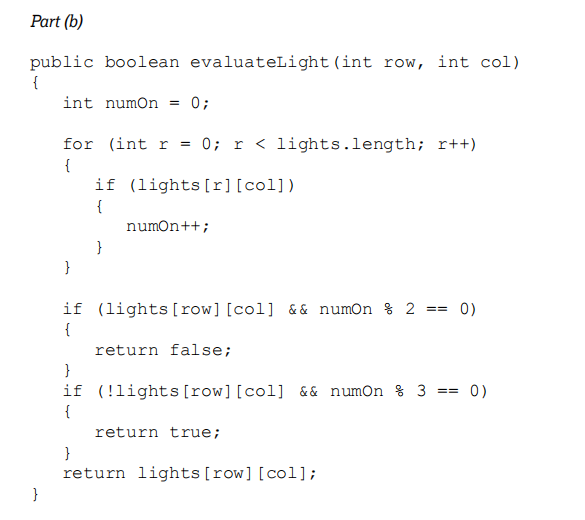 Part (b)
public boolean evaluateLight(int row, int col)
{
   int numOn = 0;
   for (int r = 0; r < lights.length; r++)
   {
      if (lights[r][col])
      {
         numOn++;
      }
   }
   if (lights[row][col] && numOn % 2 == 0)
   {
      return false;
   }
   if (!lights[row][col] && numOn % 3 == 0)
   {
      return true;
   }
   return lights[row][col];
}